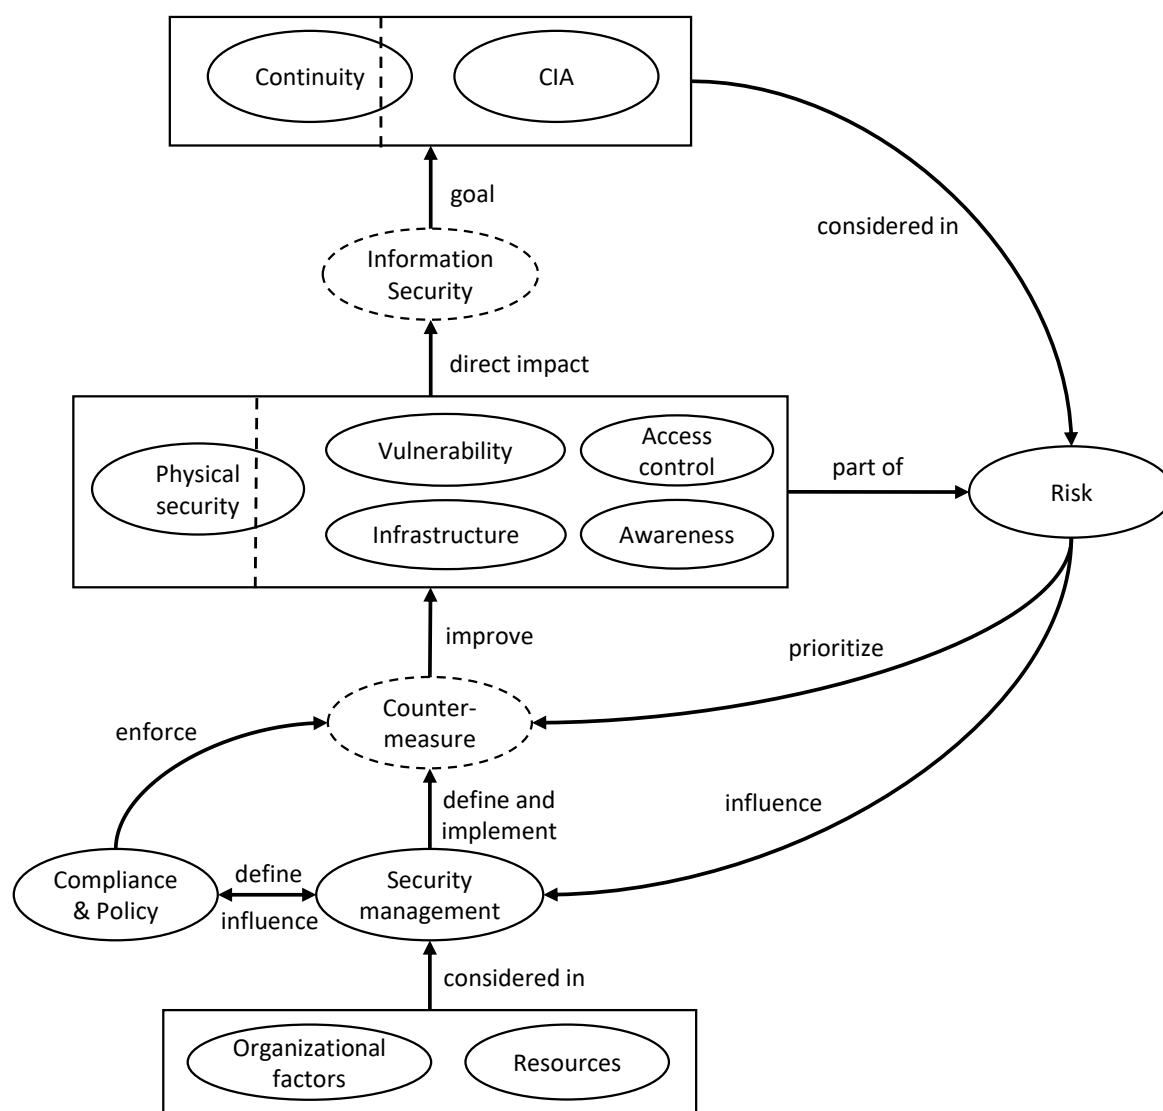 Continuity
CIA
goal
considered in
Information
Security
direct impact
Physical
security
Vulnerability
Access
control
Infrastructure
Awareness
part of
Risk
improve
prioritize
enforce
Counter-
measure
define and
implement
influence
Compliance
& Policy
define
influence
Security
management
considered in
Organizational
factors
Resources